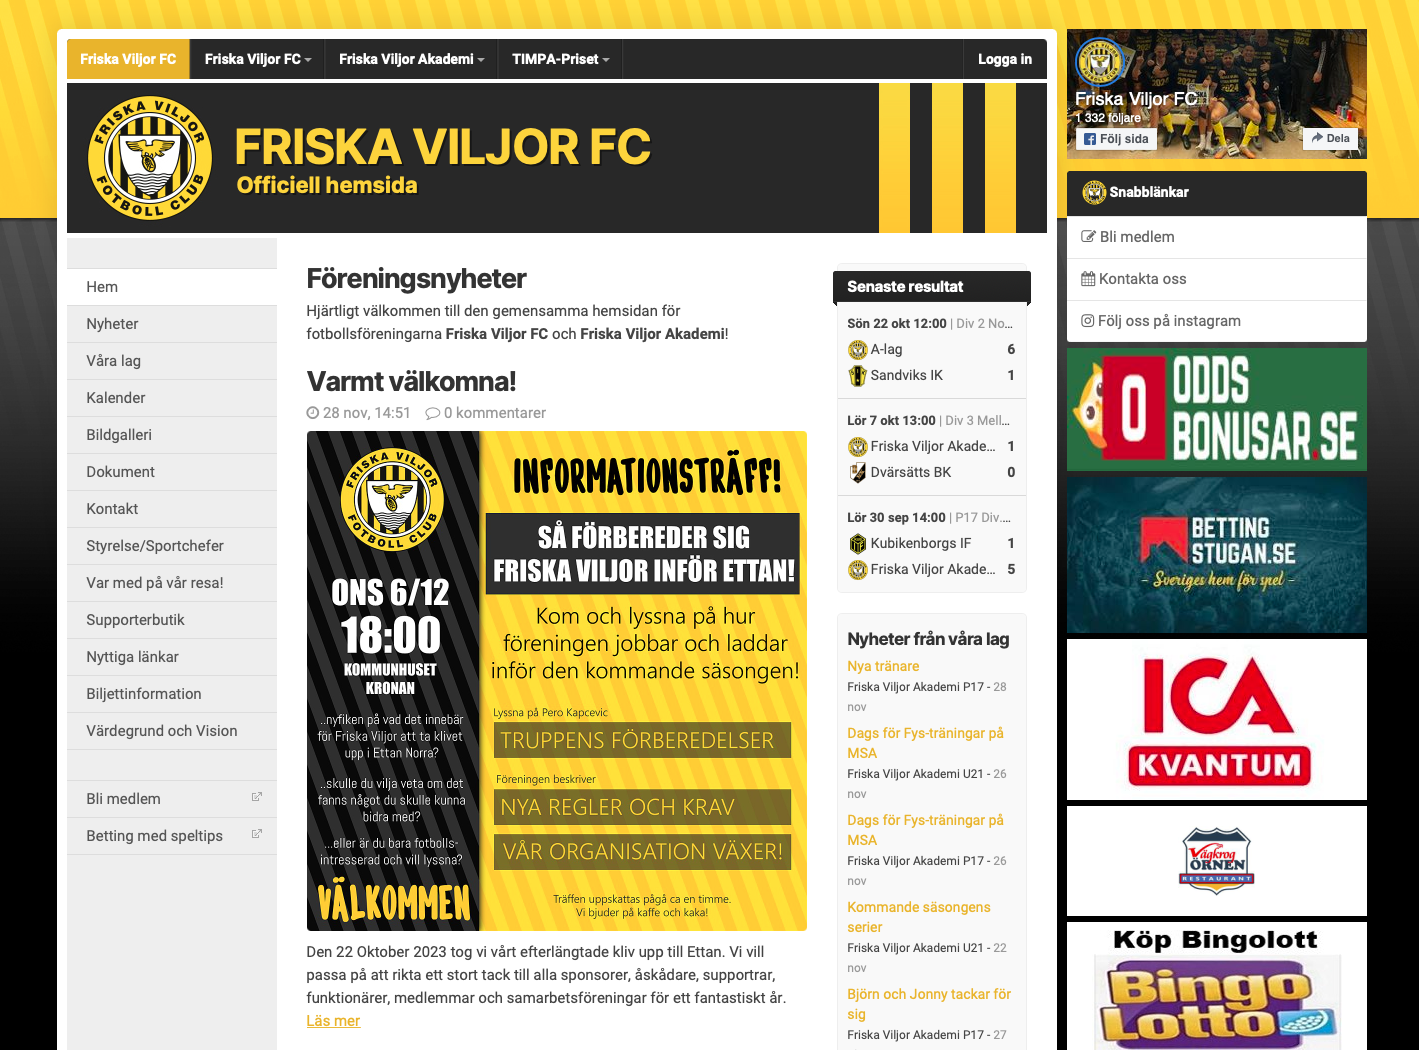 Friska Viljor FC
Friska Viljor FC
Friska Viljor Akademi
TIMPA-Priset
Logga in
FRISKA VILJOR
FOTBOLL CLUB
FRISKA VILJOR FC
Officiell hemsida
Hem
Nyheter
Våra lag
Kalender
Bildgalleri
Dokument
Kontakt
Styrelse/Sportchefer
Var med på vår resa!
Supporterbutik
Nyttiga länkar
Biljettinformation
Värdegrund och Vision
Bli medlem
Betting med speltips
Föreningsnyheter
Hjärtligt välkommen till den gemensamma hemsidan för
fotbollsföreningarna Friska Viljor FC och Friska Viljor Akademi!
Varmt välkomna!
28 nov, 14:51 0 kommentarer
FRISKA VILJOR
FOTBOLL CLUB
ONS 6/12
18:00
KOMMUNHUSET
KRONAN
..nyfiken på vad det innebär
för Friska Viljor att ta klivet
upp i Ettan Norra?
..skulle du vilja veta om det
fanns något du skulle kunna
bidra med?
...eller är du bara fotbolls-
intresserad och vill lyssna?
VÄLKOMMEN
INFORMATIONSTRÄFF!
SÅ FÖRBEREDER SIG
FRISKA VILJOR INFÖR ETTAN!
Kom och lyssna på hur
föreningen jobbar och laddar
inför den kommande säsongen!
Lyssna på Pero Kapcevic
TRUPPENS FÖRBEREDELSER
Föreningen beskriver
NYA REGLER OCH KRAV
VÅR ORGANISATION VÄXER!
Träffen uppskattas pågå ca en timme.
Vi bjuder på kaffe och kaka!
Den 22 Oktober 2023 tog vi vårt efterlängtade kliv upp till Ettan. Vi vill
passa på att rikta ett stort tack till alla sponsorer, åskådare, supportrar,
funktionärer, medlemmar och samarbetsföreningar för ett fantastiskt år.
Läs mer
Senaste resultat
Sön 22 okt 12:00 | Div 2 No...
A-lag 6
Sandviks IK 1
Lör 7 okt 13:00 | Div 3 Mell...
Friska Viljor Akade... 1
Dvärsätts BK 0
Lör 30 sep 14:00 | P17 Div...
Kubikenborgs IF 1
Friska Viljor Akade... 5
Nyheter från våra lag
Nya tränare
Friska Viljor Akademi P17 - 28
nov
Dags för Fys-träningar på
MSA
Friska Viljor Akademi U21 - 26
nov
Dags för Fys-träningar på
MSA
Friska Viljor Akademi P17 - 26
nov
Kommande säsongens
serier
Friska Viljor Akademi U21 - 22
nov
Björn och Jonny tackar för
sig
Friska Viljor Akademi P17 - 27
Friska Viljor FC
1 332 följare
Följ sida
Dela
Snabblänkar
Bli medlem
Kontakta oss
Följ oss på instagram
O ODDS
BONUSAR.SE
BETTING
STUGAN.SE
– Sveriges hem för spel –
ICA
KVANTUM
Vägkrog
ÖRNEN
RESTAURANT
Köp Bingolott
Bingo
Lotto